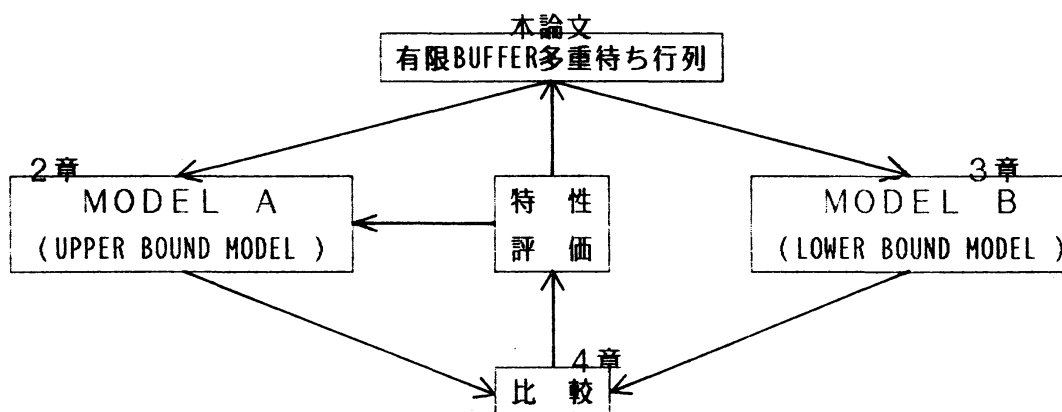 本論文
有限BUFFER多重待ち行列
2章
MODEL A
(UPPER BOUND MODEL )
特 性
評 価
3章
MODEL B
(LOWER BOUND MODEL )
4章
比 較